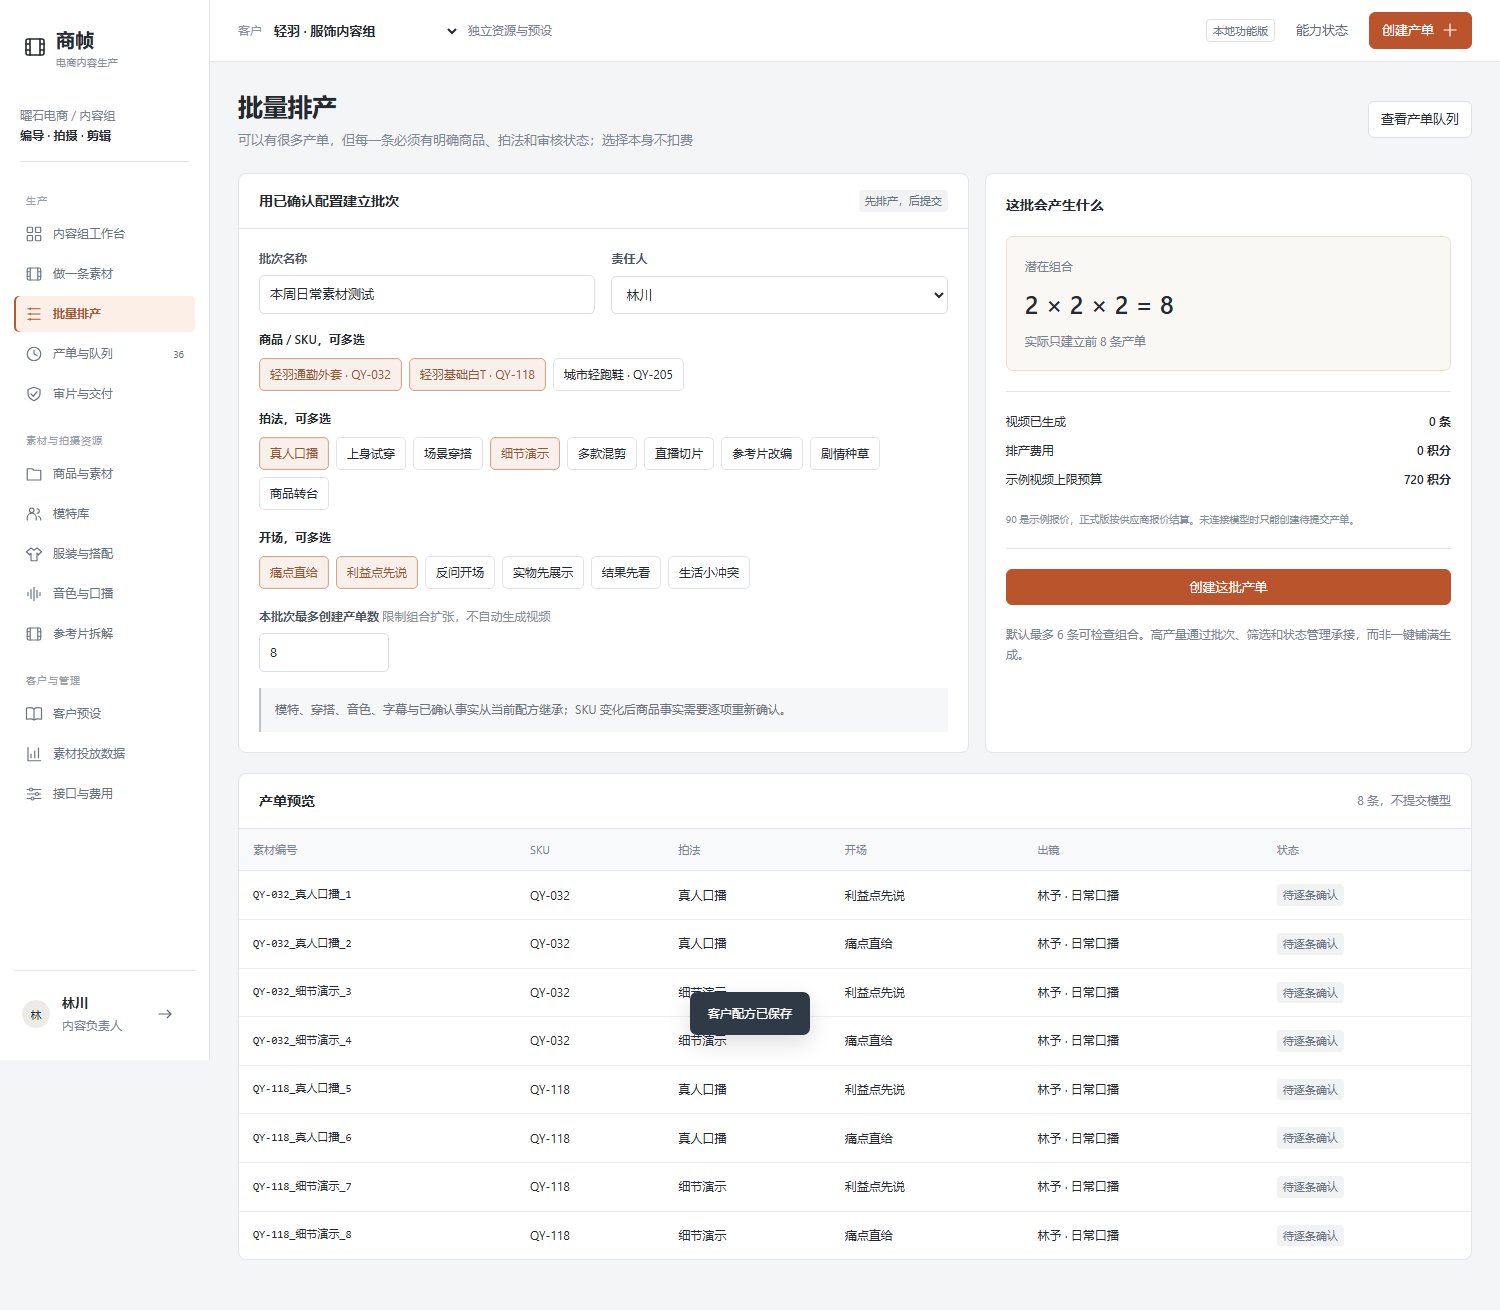 商帧
电商内容生产
曜石电商 / 内容组
编导 · 拍摄 · 剪辑
生产
内容组工作台
做一条素材
批量排产
产单与队列 36
审片与交付
素材与拍摄资源
商品与素材
模特库
服装与搭配
音色与口播
参考片拆解
客户与管理
客户预设
素材投放数据
接口与费用
林 林川
内容负责人
客户 轻羽 · 服饰内容组 独立资源与预设
本地功能版 能力状态 创建产单
批量排产
可以有很多产单，但每一条必须有明确商品、拍法和审核状态；选择本身不扣费
查看产单队列
用已确认配置建立批次 先排产，后提交
批次名称 责任人
本周日常素材测试 林川
商品 / SKU，可多选
轻羽通勤外套 · QY-032 轻羽基础白T · QY-118 城市轻跑鞋 · QY-205
拍法，可多选
真人口播 上身试穿 场景穿搭 细节演示 多款混剪 直播切片 参考片改编 剧情种草
商品转台
开场，可多选
痛点直给 利益点先说 反问开场 实物先展示 结果先看 生活小冲突
本批次最多创建产单数 限制组合扩张，不自动生成视频
8
模特、穿搭、音色、字幕与已确认事实从当前配方继承；SKU 变化后商品事实需要逐项重新确认。
这批会产生什么
潜在组合
2 × 2 × 2 = 8
实际只建立前 8 条产单
视频已生成 0 条
排产费用 0 积分
示例视频上限预算 720 积分
90 是示例报价，正式版按供应商报价结算。未连接模型时只能创建待提交产单。
创建这批产单
默认最多 6 条可检查组合。高产量通过批次、筛选和状态管理承接，而非一键铺满生
成。
产单预览 8 条，不提交模型
素材编号 SKU 拍法 开场 出镜 状态
QY-032_真人口播_1 QY-032 真人口播 利益点先说 林予 · 日常口播 待逐条确认
QY-032_真人口播_2 QY-032 真人口播 痛点直给 林予 · 日常口播 待逐条确认
QY-032_细节演示_3 QY-032 细节演示 利益点先说 林予 · 日常口播 待逐条确认
客户配方已保存
QY-032_细节演示_4 QY-032 细节演示 痛点直给 林予 · 日常口播 待逐条确认
QY-118_真人口播_5 QY-118 真人口播 利益点先说 林予 · 日常口播 待逐条确认
QY-118_真人口播_6 QY-118 真人口播 痛点直给 林予 · 日常口播 待逐条确认
QY-118_细节演示_7 QY-118 细节演示 利益点先说 林予 · 日常口播 待逐条确认
QY-118_细节演示_8 QY-118 细节演示 痛点直给 林予 · 日常口播 待逐条确认